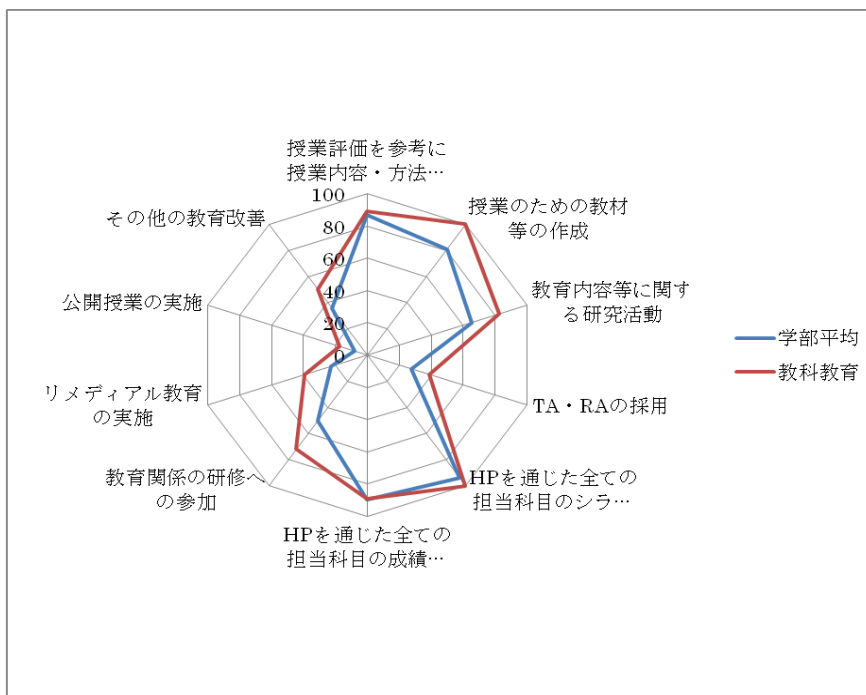 授業評価を参考に
授業内容・方法…
100
80
60
40
20
0
授業のための教材
等の作成
教育内容等に関す
る研究活動
TA・RAの採用
HPを通じた全ての
担当科目のシラ…
HPを通じた全ての
担当科目の成績…
教育関係の研修へ
の参加
リメディアル教育
の実施
公開授業の実施
その他の教育改善
学部平均
教科教育